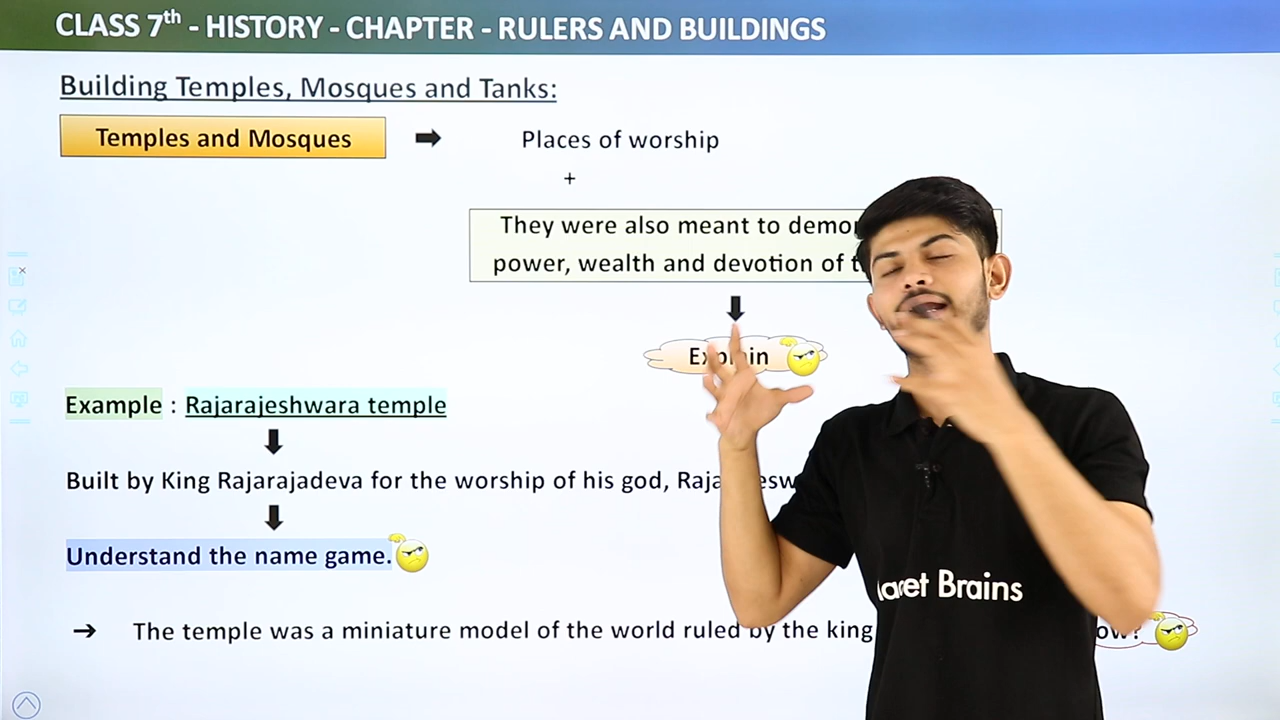 CLASS 7th - HISTORY - CHAPTER - RULERS AND BUILDINGS
Building Temples, Mosques and Tanks:
Temples and Mosques ➡ Places of worship
+
They were also meant to
power, wealth and devotion of
Explain
Example : Rajarajeshwara temple
Built by King Rajarajadeva for the worship of his god,
Understand the name game.
→ The temple was a miniature model of the world ruled by the king
Brains